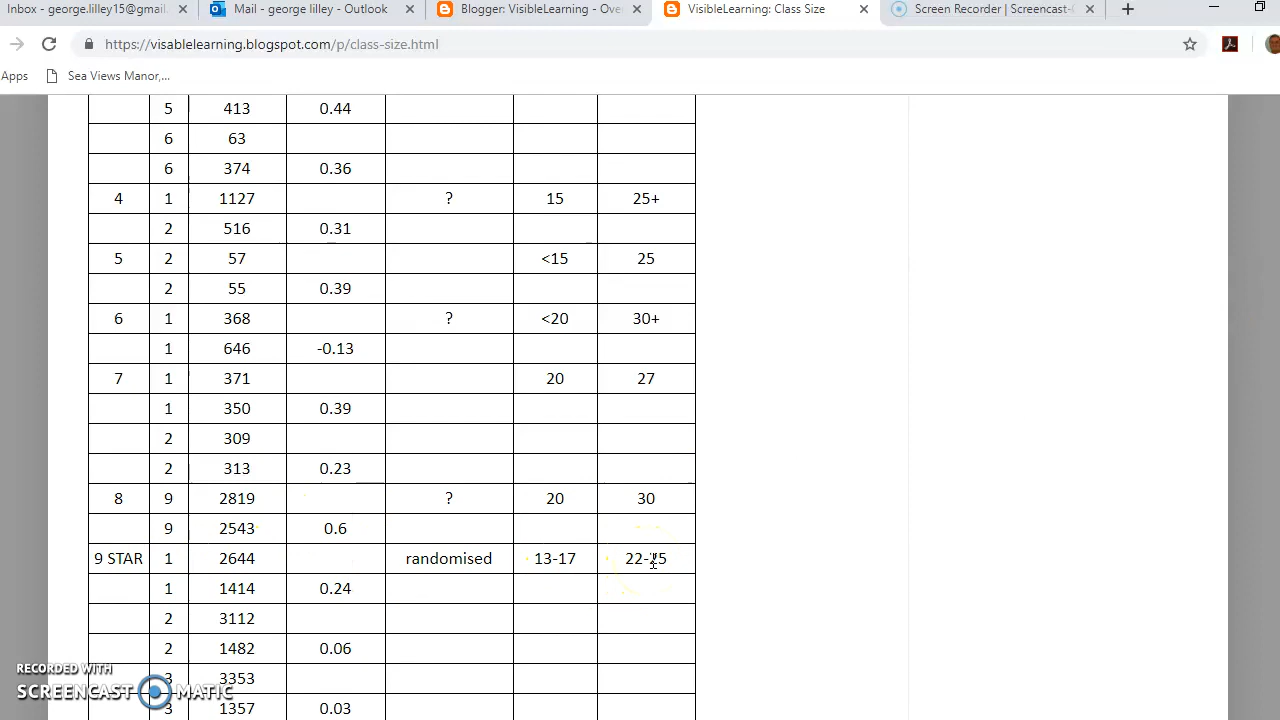 Inbox - george.lilley15@gmail.
Mail - george lilley - Outlook
Blogger: VisibleLearning - Ove
VisibleLearning: Class Size
Screen Recorder | Screencast-
https://visablelearning.blogspot.com/p/class-size.html
Apps Sea Views Manor,...
5 413 0.44
6 63
6 374 0.36
4 1 1127 ? 15 25+
2 516 0.31
5 2 57 <15 25
2 55 0.39
6 1 368 ? <20 30+
1 646 -0.13
7 1 371 20 27
1 350 0.39
2 309
2 313 0.23
8 9 2819 ? 20 30
9 2543 0.6
9 STAR 1 2644 randomised 13-17 22-25
1 1414 0.24
2 3112
2 1482 0.06
3 3353
3 1357 0.03
RECORDED WITH
SCREENCAST MATIC